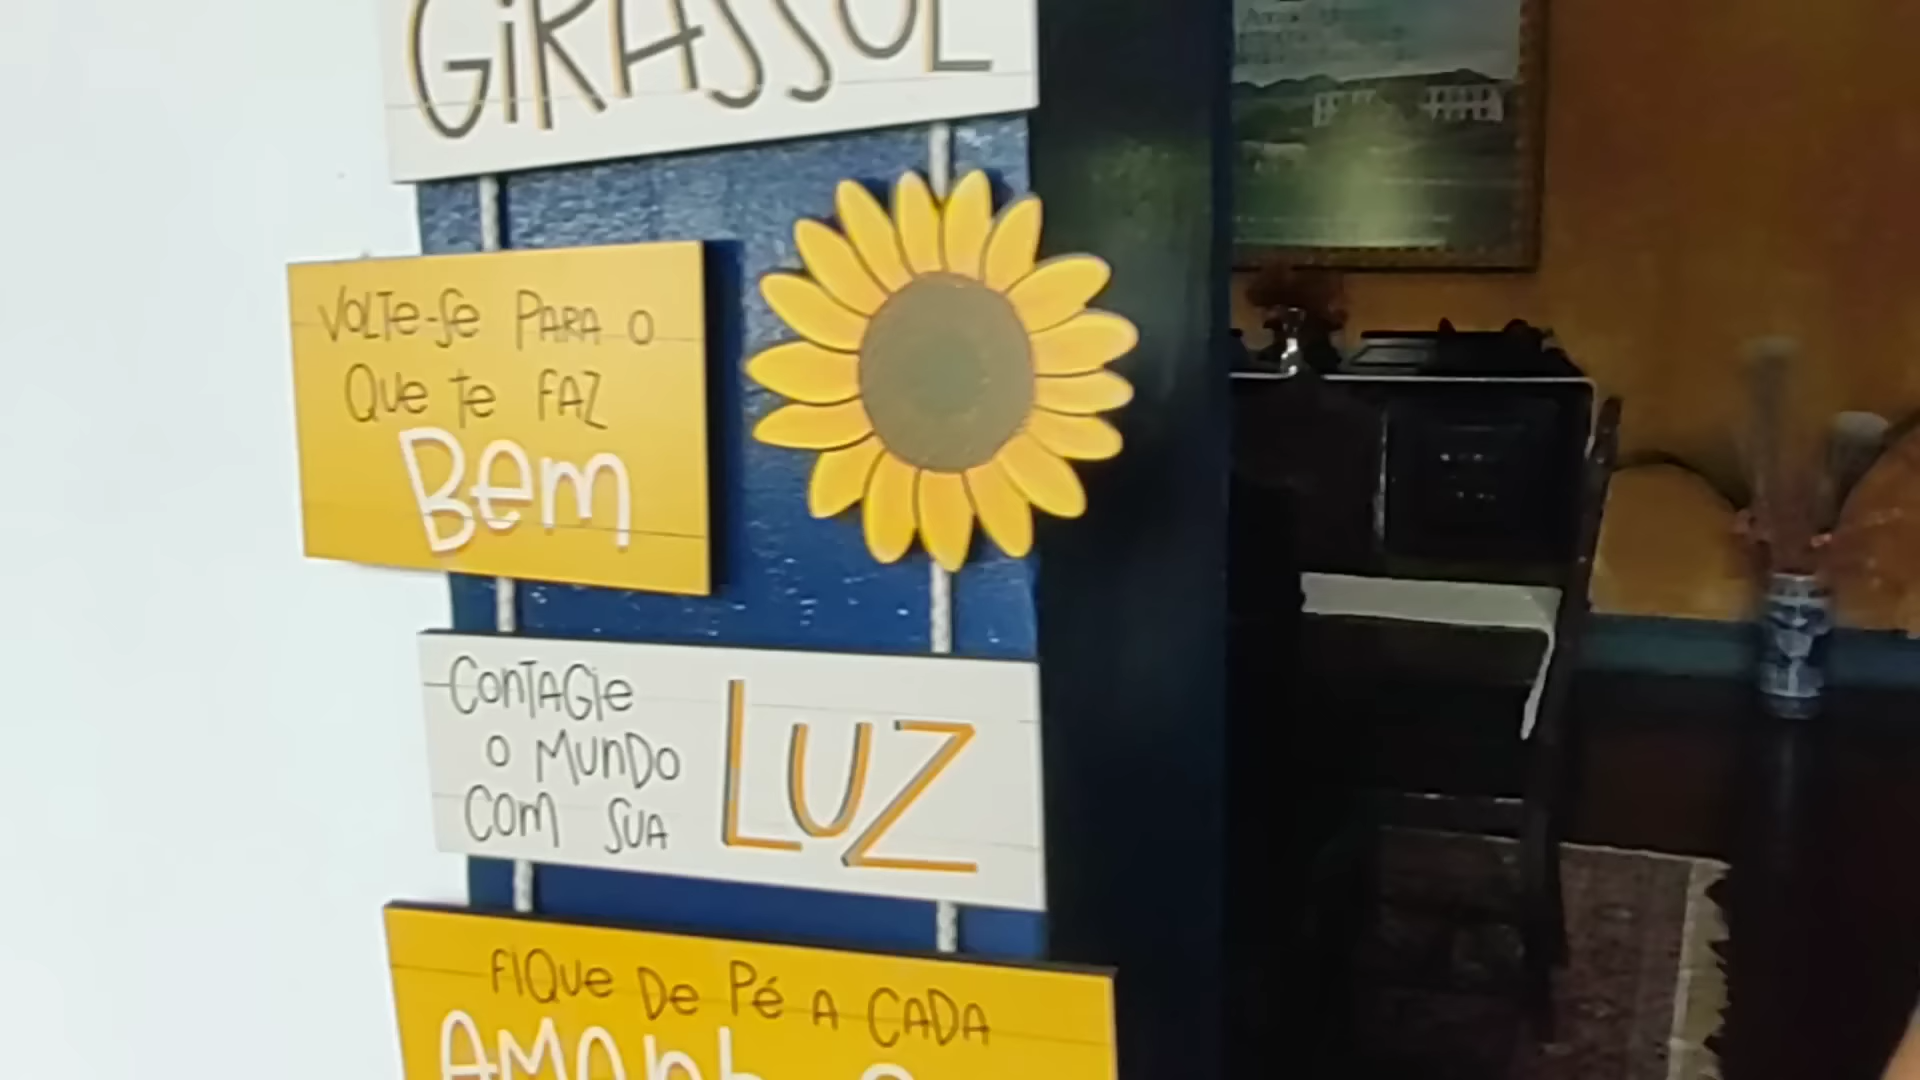 GiRASSOL
VOLTe-Se PARA O
Que Te FAZ
Bem
ConTAGIe
O MUnDO
Com SUA
LUZ
FIQue De Pé A CADA